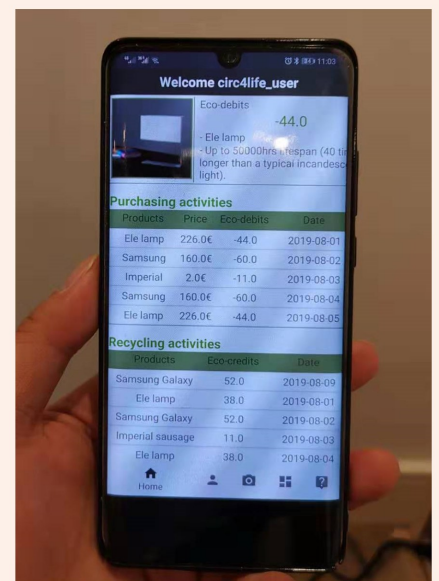 11:03
Welcome circ4life_user
Eco-debits
-44.0
- Ele lamp
- Up to 50000hrs lifespan (40 tim
longer than a typical incandesc
light).
Purchasing activities
Products Price Eco-debits Date
Ele lamp 226.0€ -44.0 2019-08-01
Samsung 160.0€ -60.0 2019-08-02
Imperial 2.0€ -11.0 2019-08-03
Samsung 160.0€ -60.0 2019-08-04
Ele lamp 226.0€ -44.0 2019-08-05
Recycling activities
Products Eco-credits Date
Samsung Galaxy 52.0 2019-08-09
Ele lamp 38.0 2019-08-01
Samsung Galaxy 52.0 2019-08-02
Imperial sausage 11.0 2019-08-03
Ele lamp 38.0 2019-08-04
Home